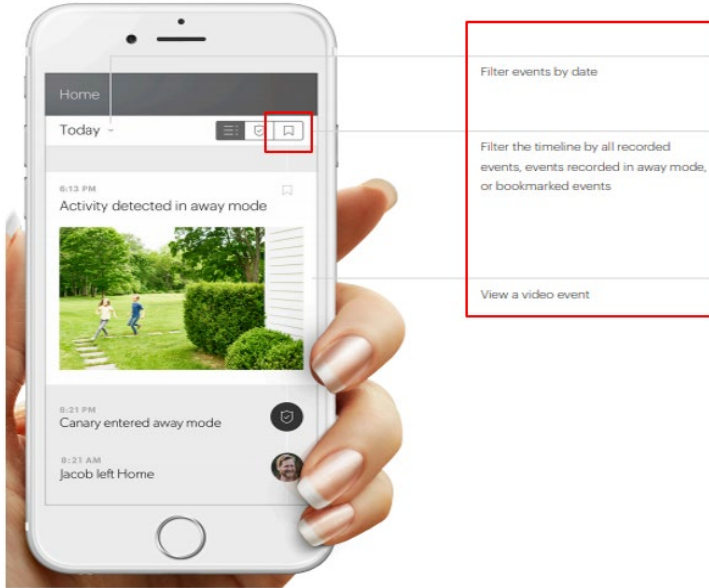 Home
Today
6:13 PM
Activity detected in away mode
8:21 PM
Canary entered away mode
8:21 AM
Jacob left Home
Filter events by date
Filter the timeline by all recorded
events, events recorded in away mode,
or bookmarked events
View a video event